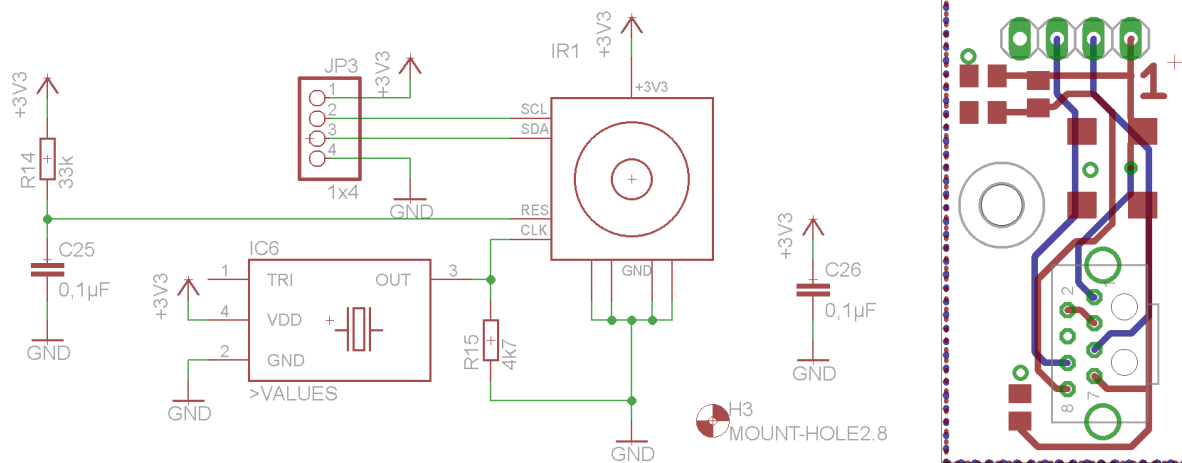 +3V3
IR1
JP3
+3V3
+3V3
1
2
3
4
1x4
GND
+3V3
SCL
SDA
RES
CLK
GND
R14
33k
C25
0,1µF
GND
IC6
+3V3
1
TRI
OUT
3
4
VDD
2
GND
GND
>VALUES
R15
4k7
GND
+3V3
C26
0,1µF
GND
H3
MOUNT-HOLE2.8
1
2
1
8
7